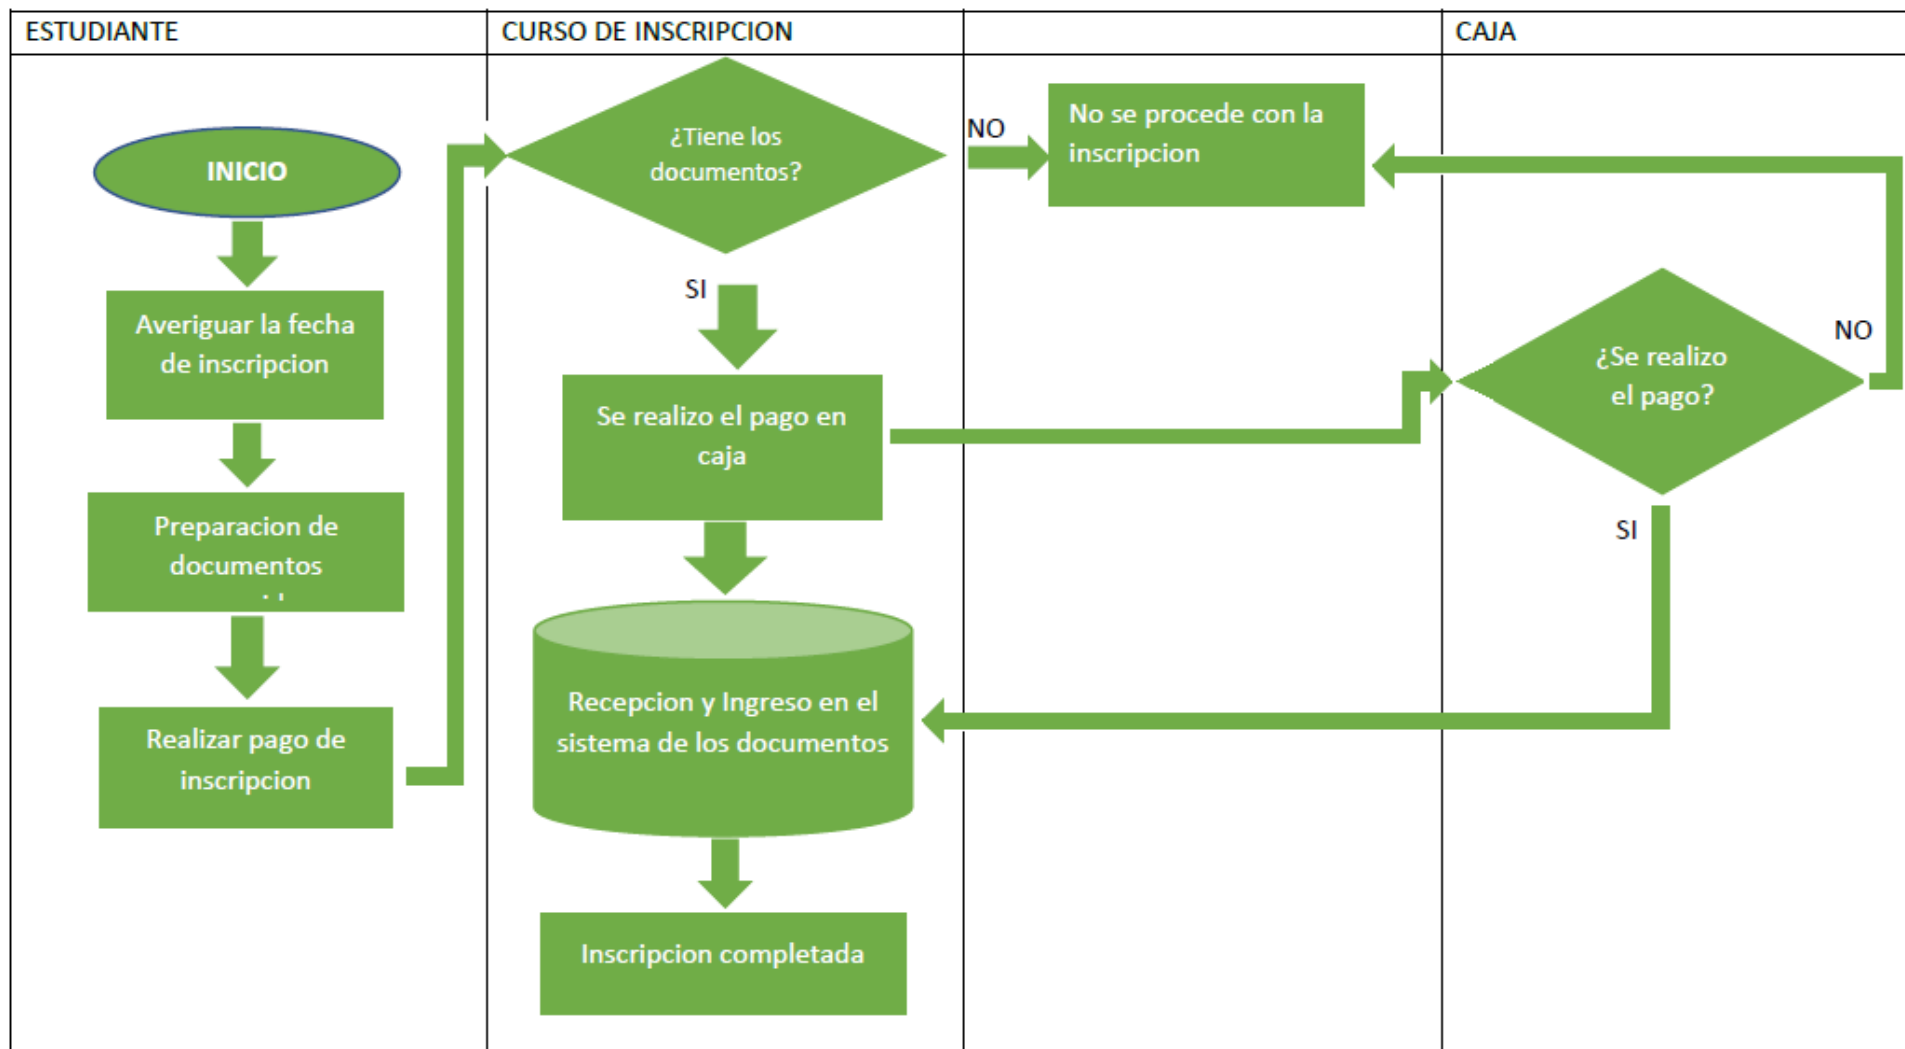 ESTUDIANTE
CURSO DE INSCRIPCION
CAJA
INICIO
Averiguar la fecha
de inscripcion
Preparacion de
documentos
Realizar pago de
inscripcion
¿Tiene los
documentos?
NO
No se procede con la
inscripcion
SI
Se realizo el pago en
caja
Recepcion y Ingreso en el
sistema de los documentos
Inscripcion completada
¿Se realizo
el pago?
NO
SI